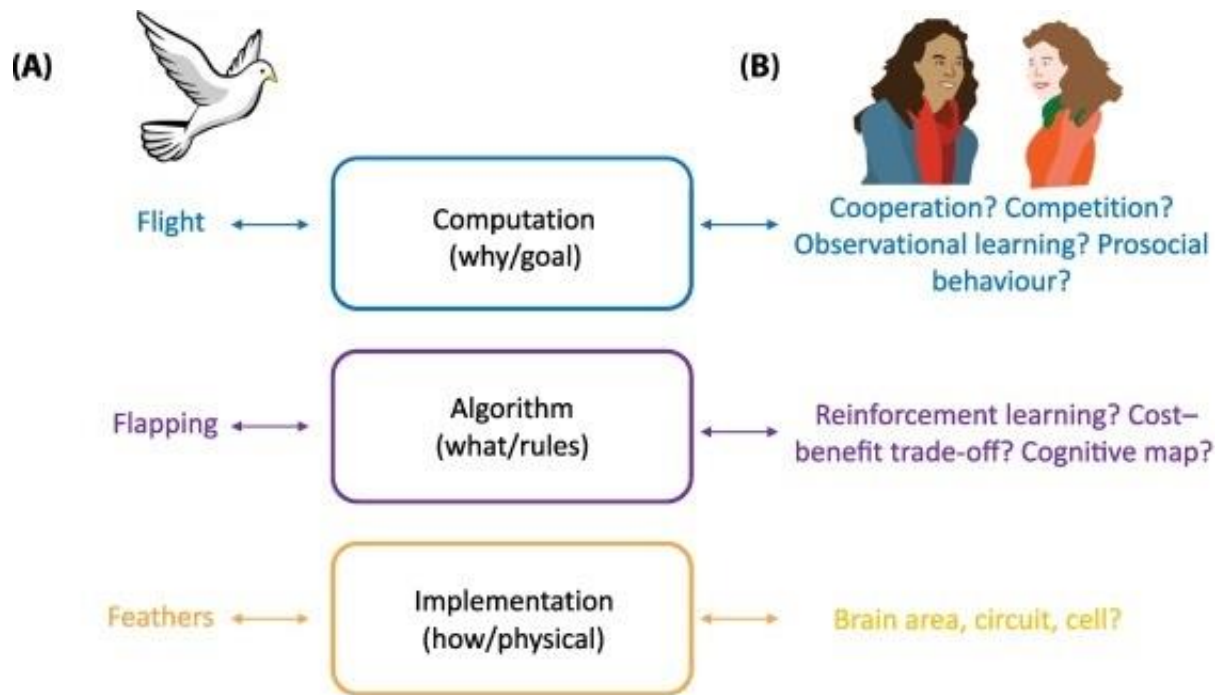 (A)
(B)
Flight
Computation
(why/goal)
Cooperation? Competition?
Observational learning? Prosocial
behaviour?
Flapping
Algorithm
(what/rules)
Reinforcement learning? Cost–
benefit trade-off? Cognitive map?
Feathers
Implementation
(how/physical)
Brain area, circuit, cell?